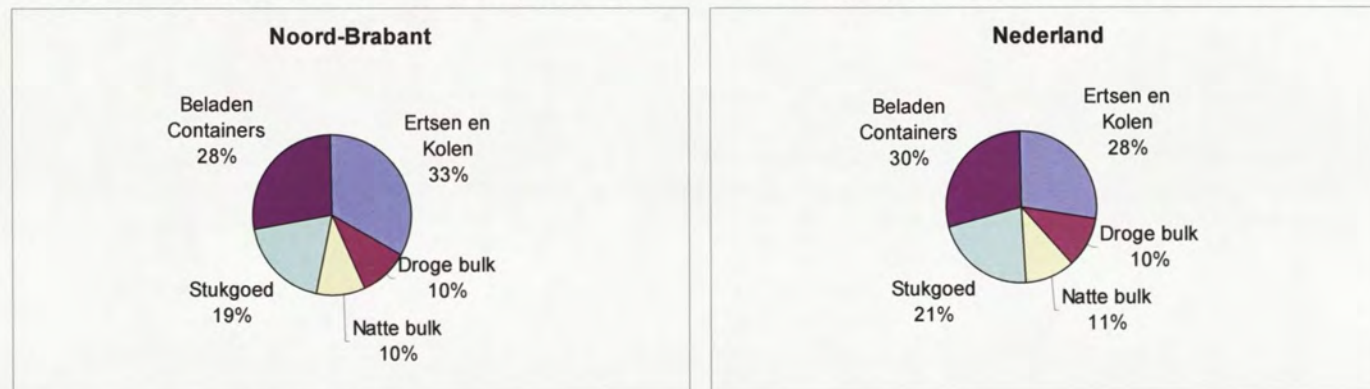 Noord-Brabant
Beladen
Containers
28%
Ertsen en
Kolen
33%
Droge bulk
10%
Natte bulk
10%
Stukgoed
19%
Nederland
Beladen
Containers
30%
Ertsen en
Kolen
28%
Droge bulk
10%
Natte bulk
11%
Stukgoed
21%